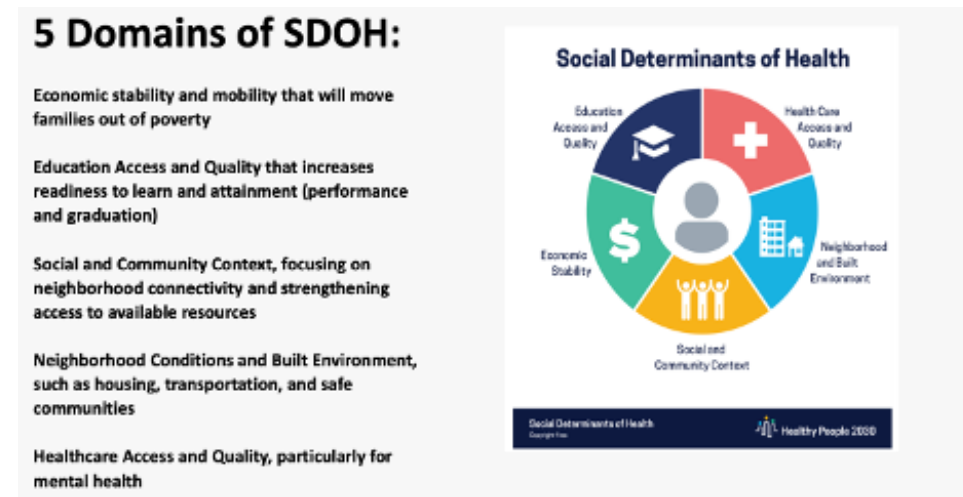 5 Domains of SDOH:
Economic stability and mobility that will move
families out of poverty
Education Access and Quality that increases
readiness to learn and attainment (performance
and graduation)
Social and Community Context, focusing on
neighborhood connectivity and strengthening
access to available resources
Neighborhood Conditions and Built Environment,
such as housing, transportation, and safe
communities
Healthcare Access and Quality, particularly for
mental health
Social Determinants of Health
Education
Access and
Quality
Health Care
Access and
Quality
Economic
Stability
Neighborhood
and Built
Environment
Social and
Community Context
Social Determinants of Health
Copyright-free
Healthy People 2030